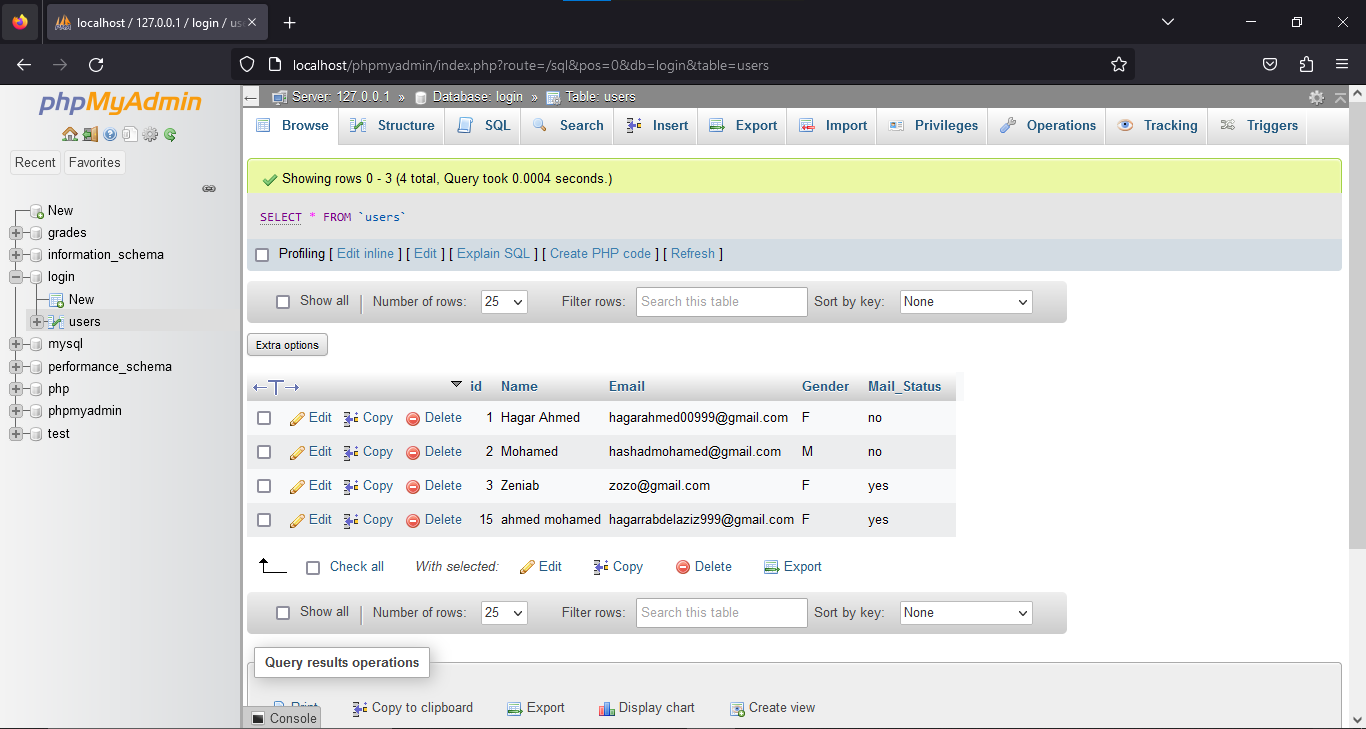 localhost / 127.0.0.1 / login / us
localhost/phpmyadmin/index.php?route=/sql&pos=0&db=login&table=users
phpMyAdmin
Recent Favorites
New
grades
information_schema
login
New
users
mysql
performance_schema
php
phpmyadmin
test
Server: 127.0.0.1 » Database: login » Table: users
Browse Structure SQL Search Insert Export Import Privileges Operations Tracking Triggers
Showing rows 0 - 3 (4 total, Query took 0.0004 seconds.)
SELECT * FROM `users`
Profiling [ Edit inline ] [ Edit ] [ Explain SQL ] [ Create PHP code ] [ Refresh ]
Show all Number of rows: 25 Filter rows: Search this table Sort by key: None
Extra options
←T→ id Name Email Gender Mail_Status
Edit Copy Delete 1 Hagar Ahmed hagarahmed00999@gmail.com F no
Edit Copy Delete 2 Mohamed hashadmohamed@gmail.com M no
Edit Copy Delete 3 Zeniab zozo@gmail.com F yes
Edit Copy Delete 15 ahmed mohamed hagarrabdelaziz999@gmail.com F yes
Check all With selected: Edit Copy Delete Export
Show all Number of rows: 25 Filter rows: Search this table Sort by key: None
Query results operations
Print Copy to clipboard Export Display chart Create view
Console